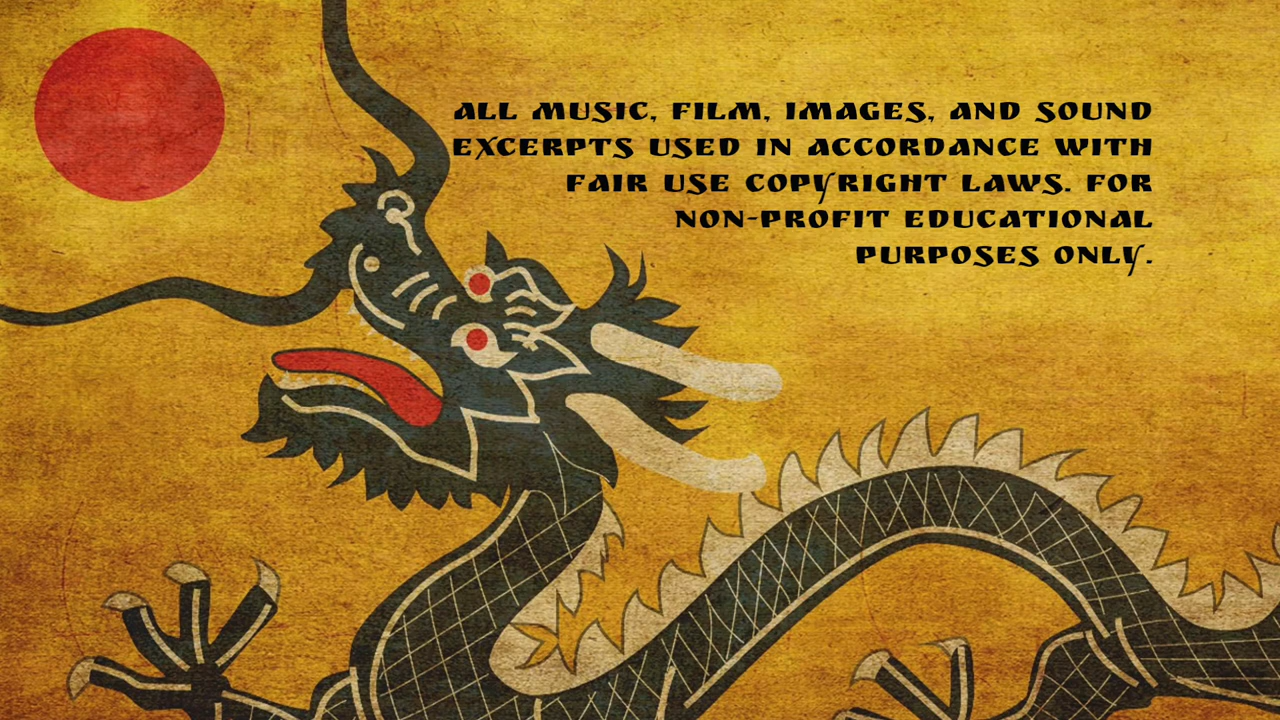 ALL MUSIC, FILM, IMAGES, AND SOUND
EXCERPTS USED IN ACCORDANCE WITH
FAIR USE COPYRIGHT LAWS. FOR
NON-PROFIT EDUCATIONAL
PURPOSES ONLY.